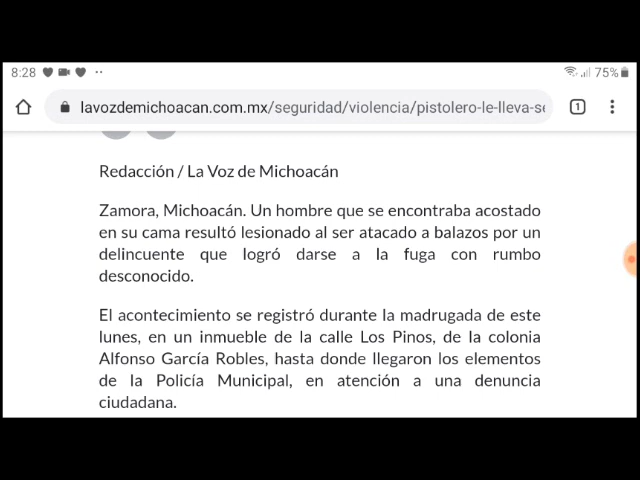 8:28
75%
lavozdemichoacan.com.mx/seguridad/violencia/pistolero-le-lleva-se
1
Redacción / La Voz de Michoacán
Zamora, Michoacán. Un hombre que se encontraba acostado
en su cama resultó lesionado al ser atacado a balazos por un
delincuente que logró darse a la fuga con rumbo
desconocido.
El acontecimiento se registró durante la madrugada de este
lunes, en un inmueble de la calle Los Pinos, de la colonia
Alfonso García Robles, hasta donde llegaron los elementos
de la Policía Municipal, en atención a una denuncia
ciudadana.